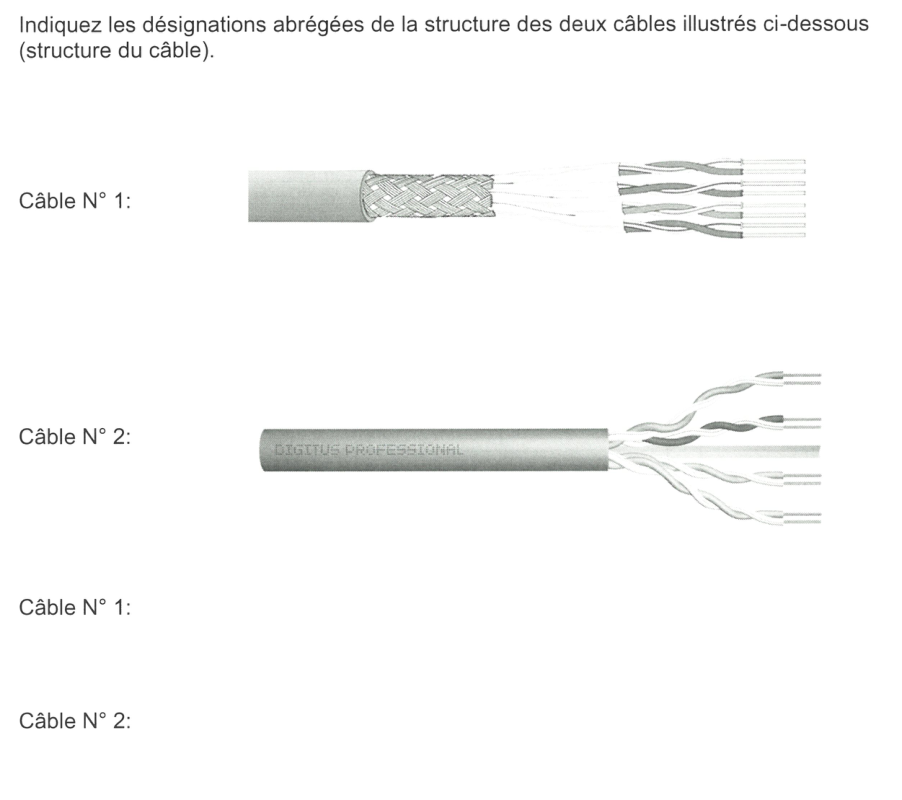 Indiquez les désignations abrégées de la structure des deux câbles illustrés ci-dessous
(structure du câble).
Câble N° 1:
Câble N° 2:
DIGITUS PROFESSIONAL
Câble N° 1:
Câble N° 2: